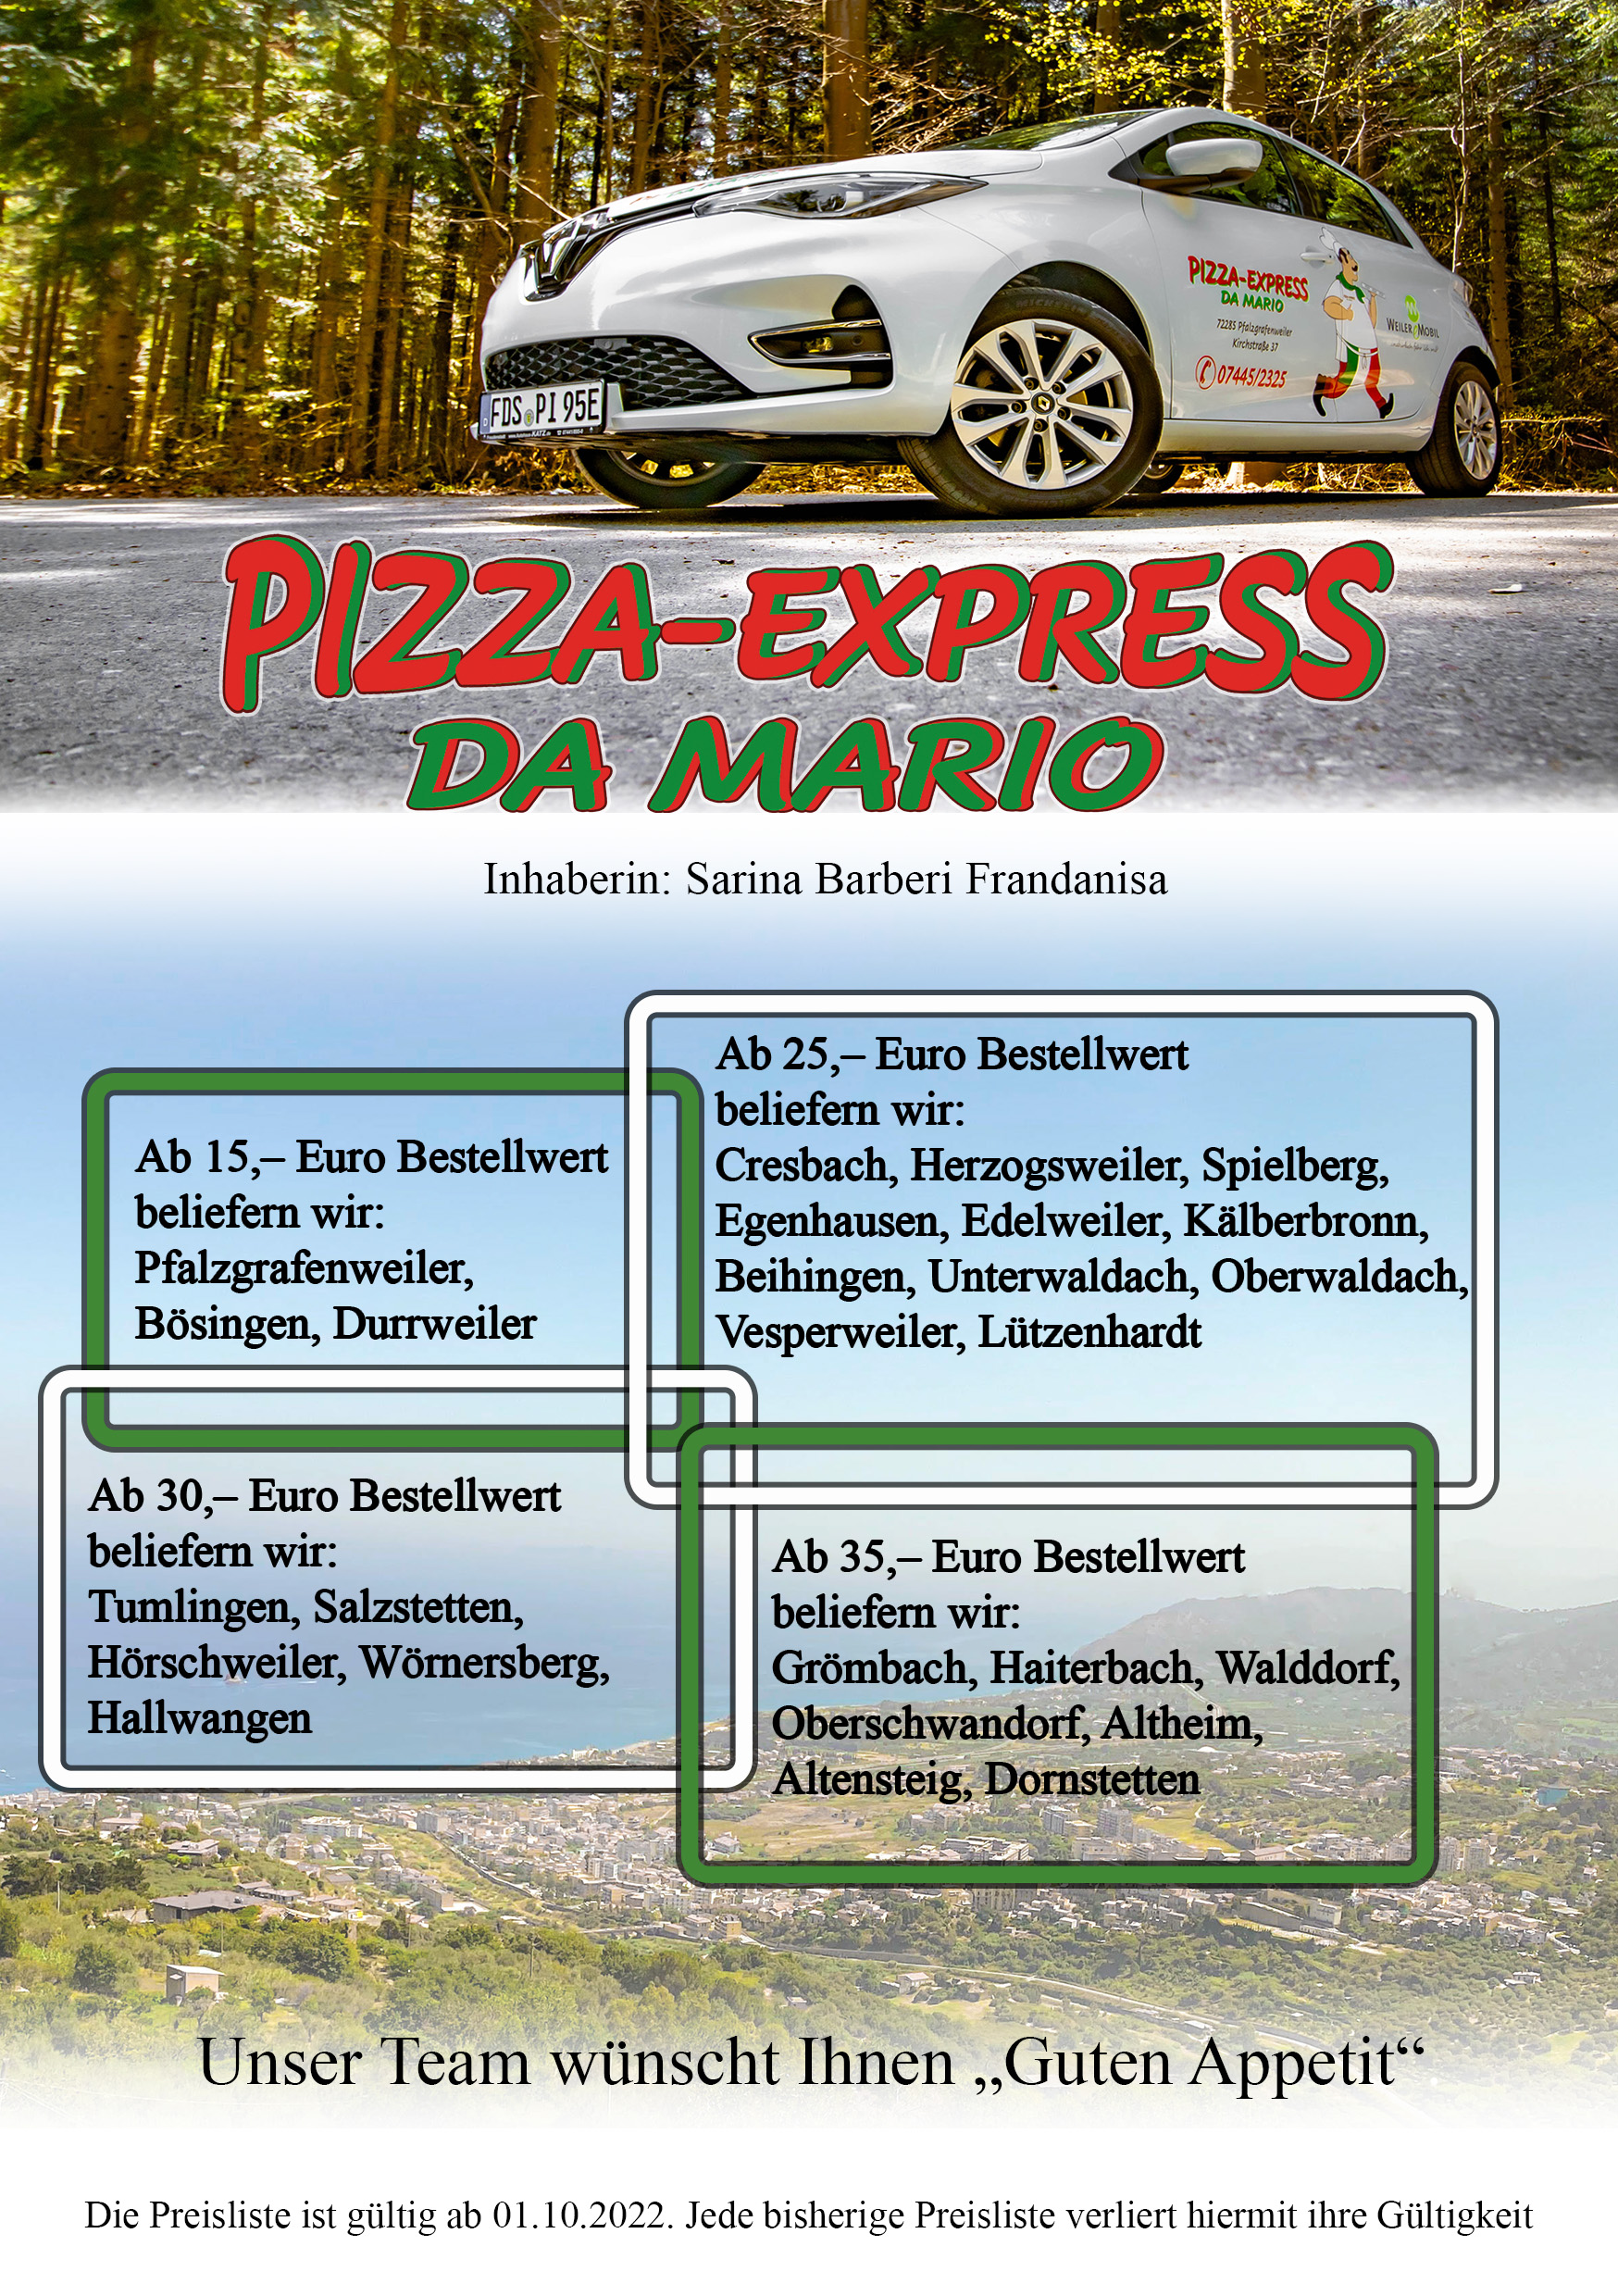 PIZZA-EXPRESS
DA MARIO
72285 Pfalzgrafenweiler
Kirchstraße 37
07445/2325
WEILER MOBIL
FDS PI 95E
PIZZA-EXPRESS
DA MARIO
Inhaberin: Sarina Barberi Frandanisa
Ab 15,– Euro Bestellwert
beliefern wir:
Pfalzgrafenweiler,
Bösingen, Durrweiler
Ab 25,– Euro Bestellwert
beliefern wir:
Cresbach, Herzogsweiler, Spielberg,
Egenhausen, Edelweiler, Kälberbronn,
Beihingen, Unterwaldach, Oberwaldach,
Vesperweiler, Lützenhardt
Ab 30,– Euro Bestellwert
beliefern wir:
Tumlingen, Salzstetten,
Hörschweiler, Wörnersberg,
Hallwangen
Ab 35,– Euro Bestellwert
beliefern wir:
Grömbach, Haiterbach, Walddorf,
Oberschwandorf, Altheim,
Altensteig, Dornstetten
Unser Team wünscht Ihnen „Guten Appetit“
Die Preisliste ist gültig ab 01.10.2022. Jede bisherige Preisliste verliert hiermit ihre Gültigkeit